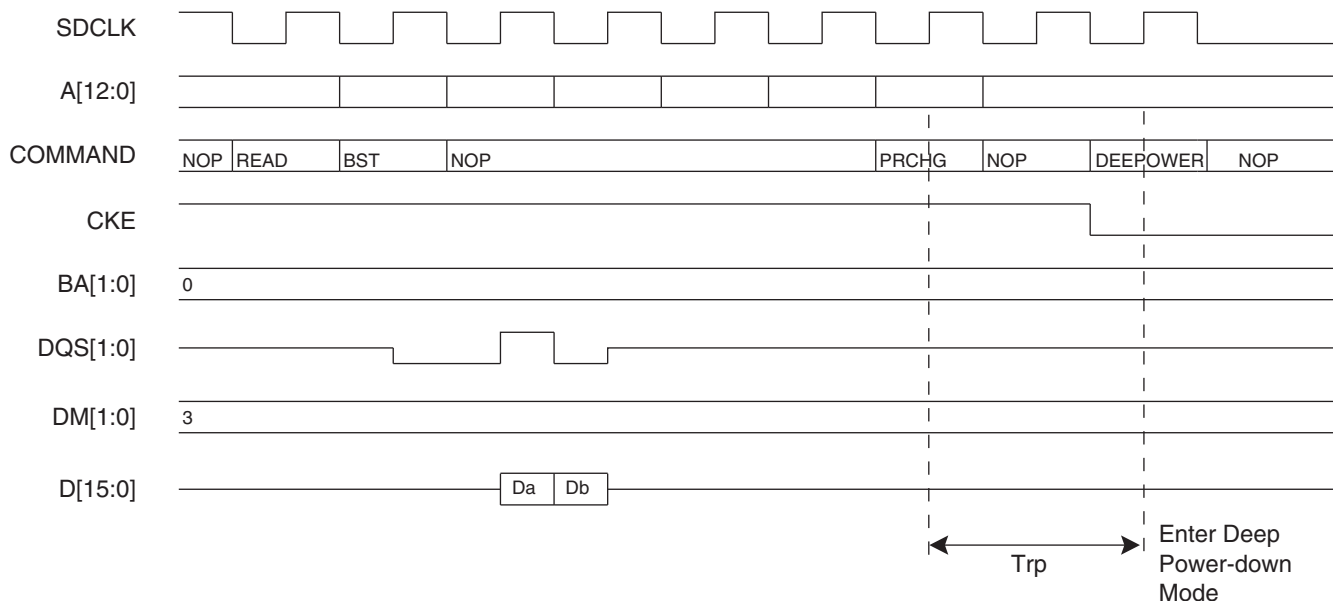 SDCLK
A[12:0]
COMMAND NOP READ BST NOP PRCHG NOP DEEPOWER NOP
CKE
BA[1:0] 0
DQS[1:0]
DM[1:0] 3
D[15:0] Da Db
Trp
Enter Deep
Power-down
Mode